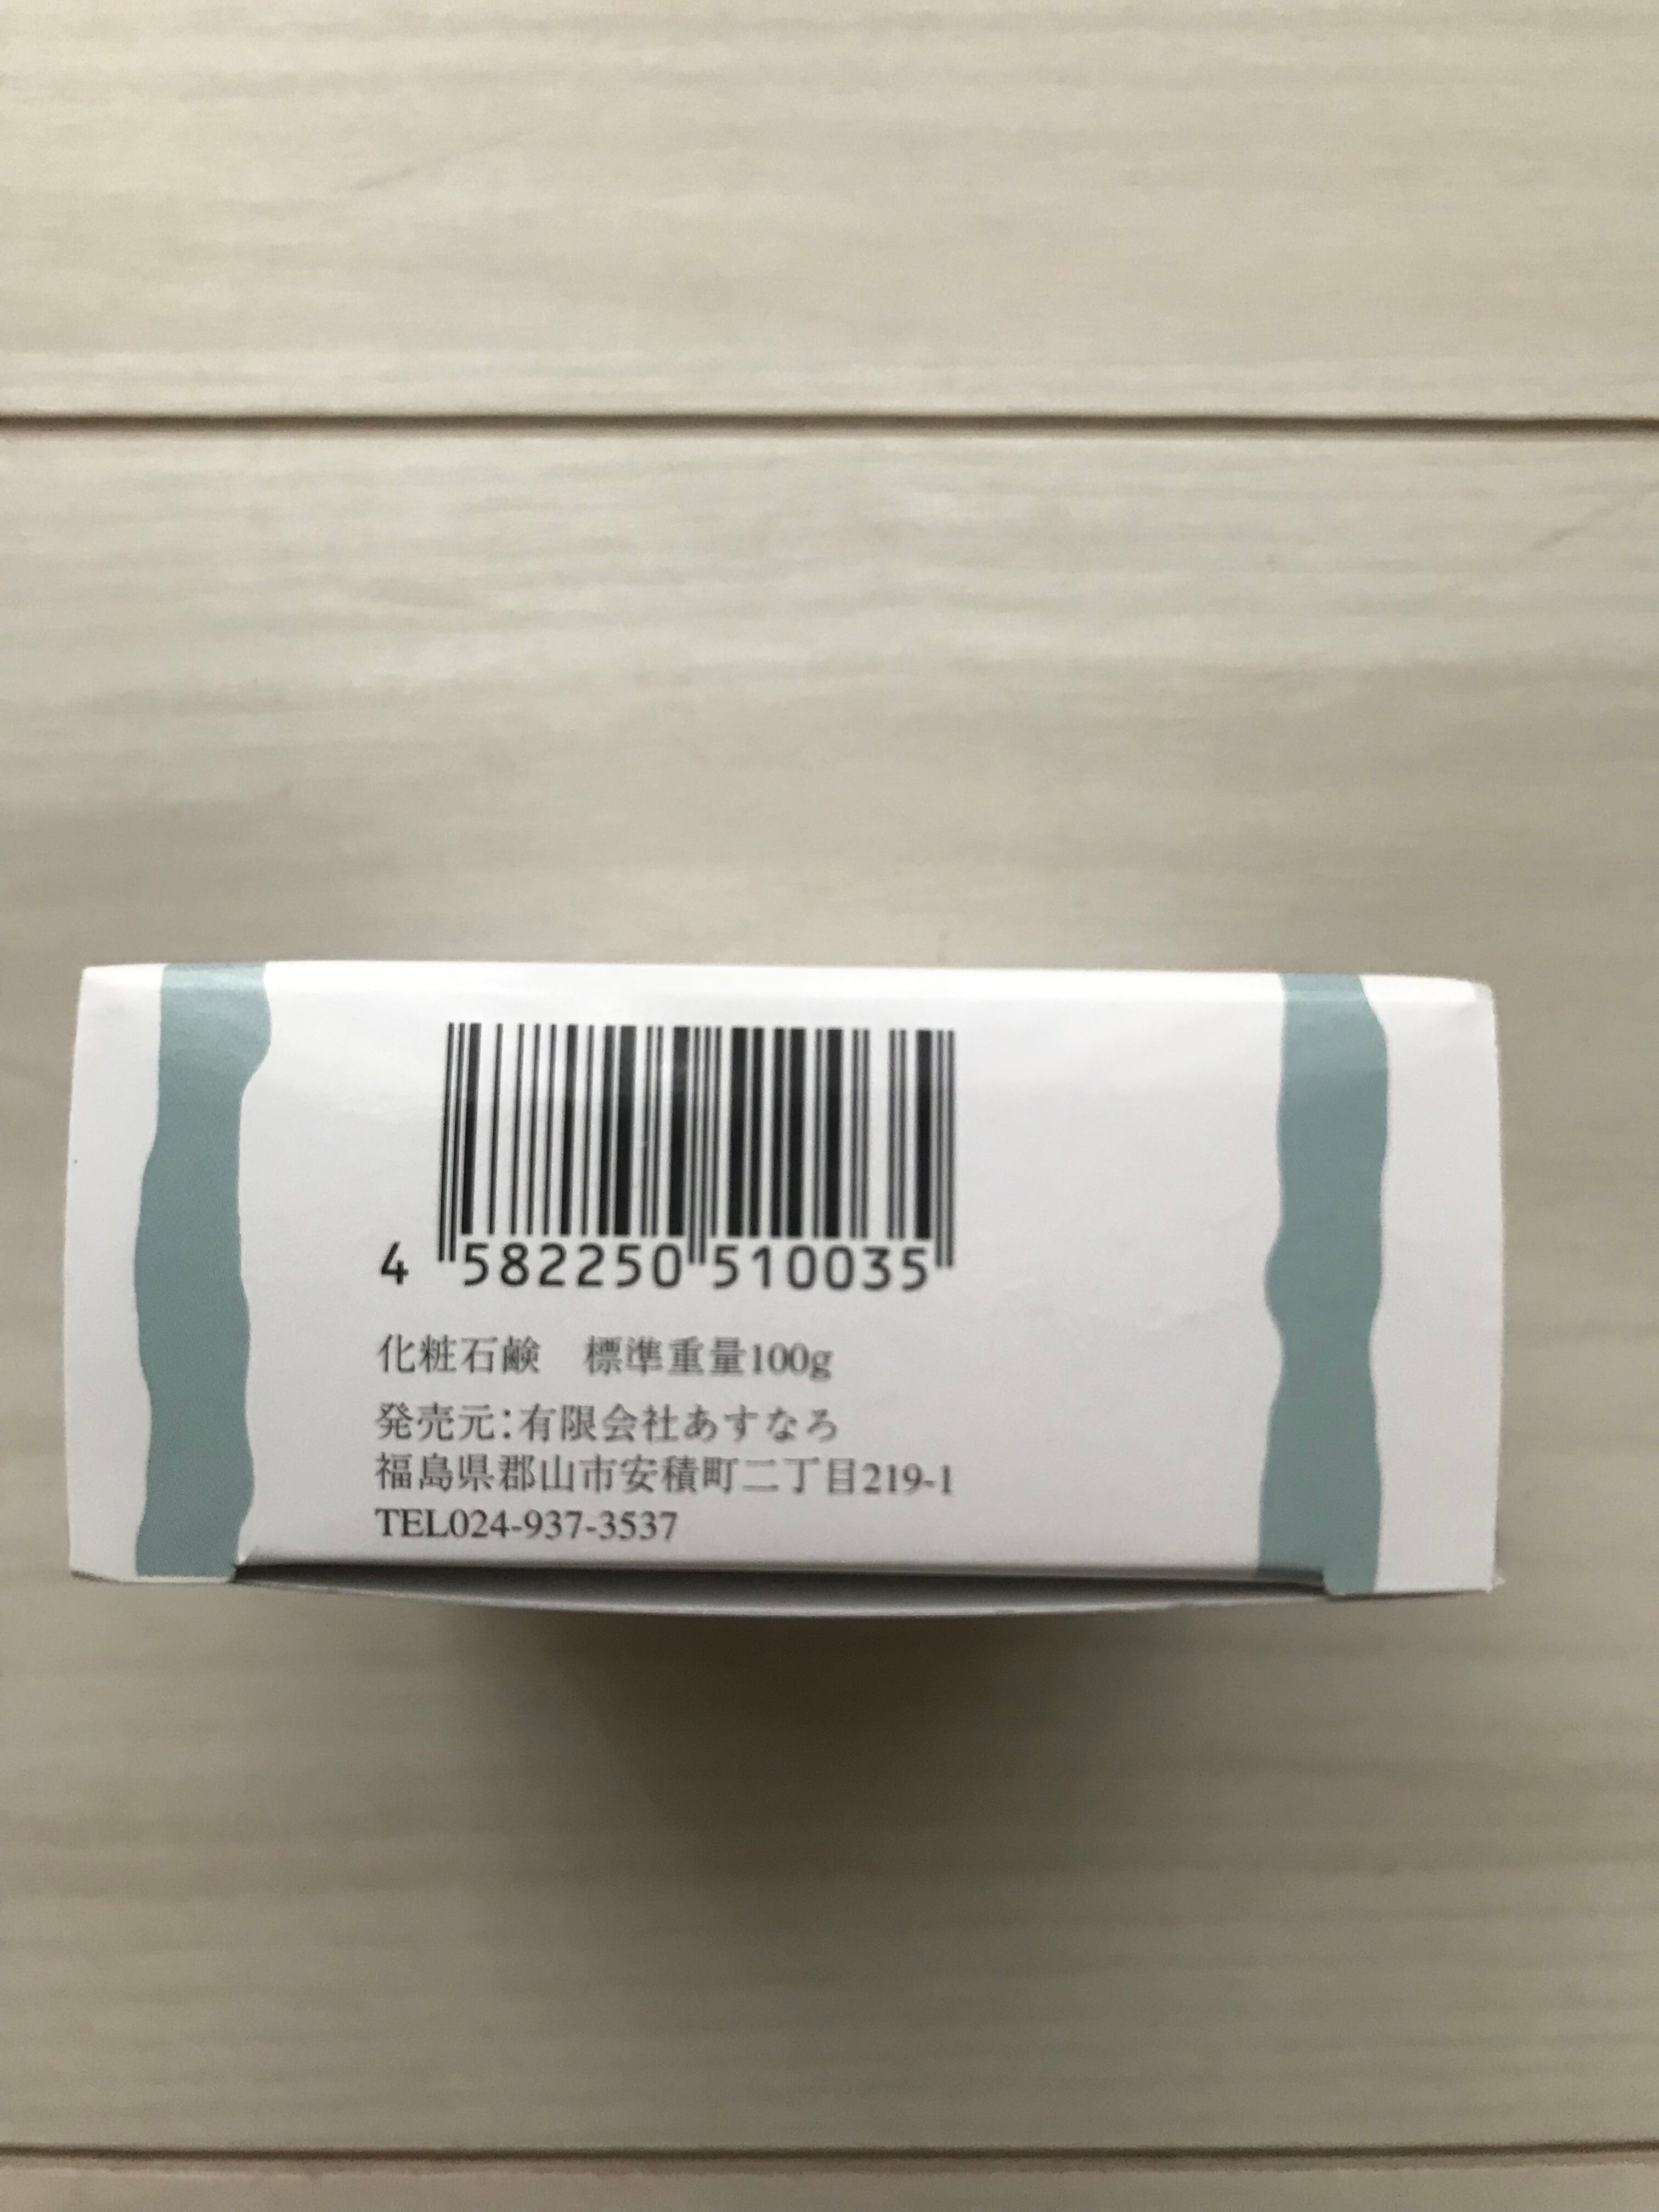 4 582250 510035
化粧石鹸　標準重量100g
発売元：有限会社あすなろ
福島県郡山市安積町二丁目219-1
TEL024-937-3537